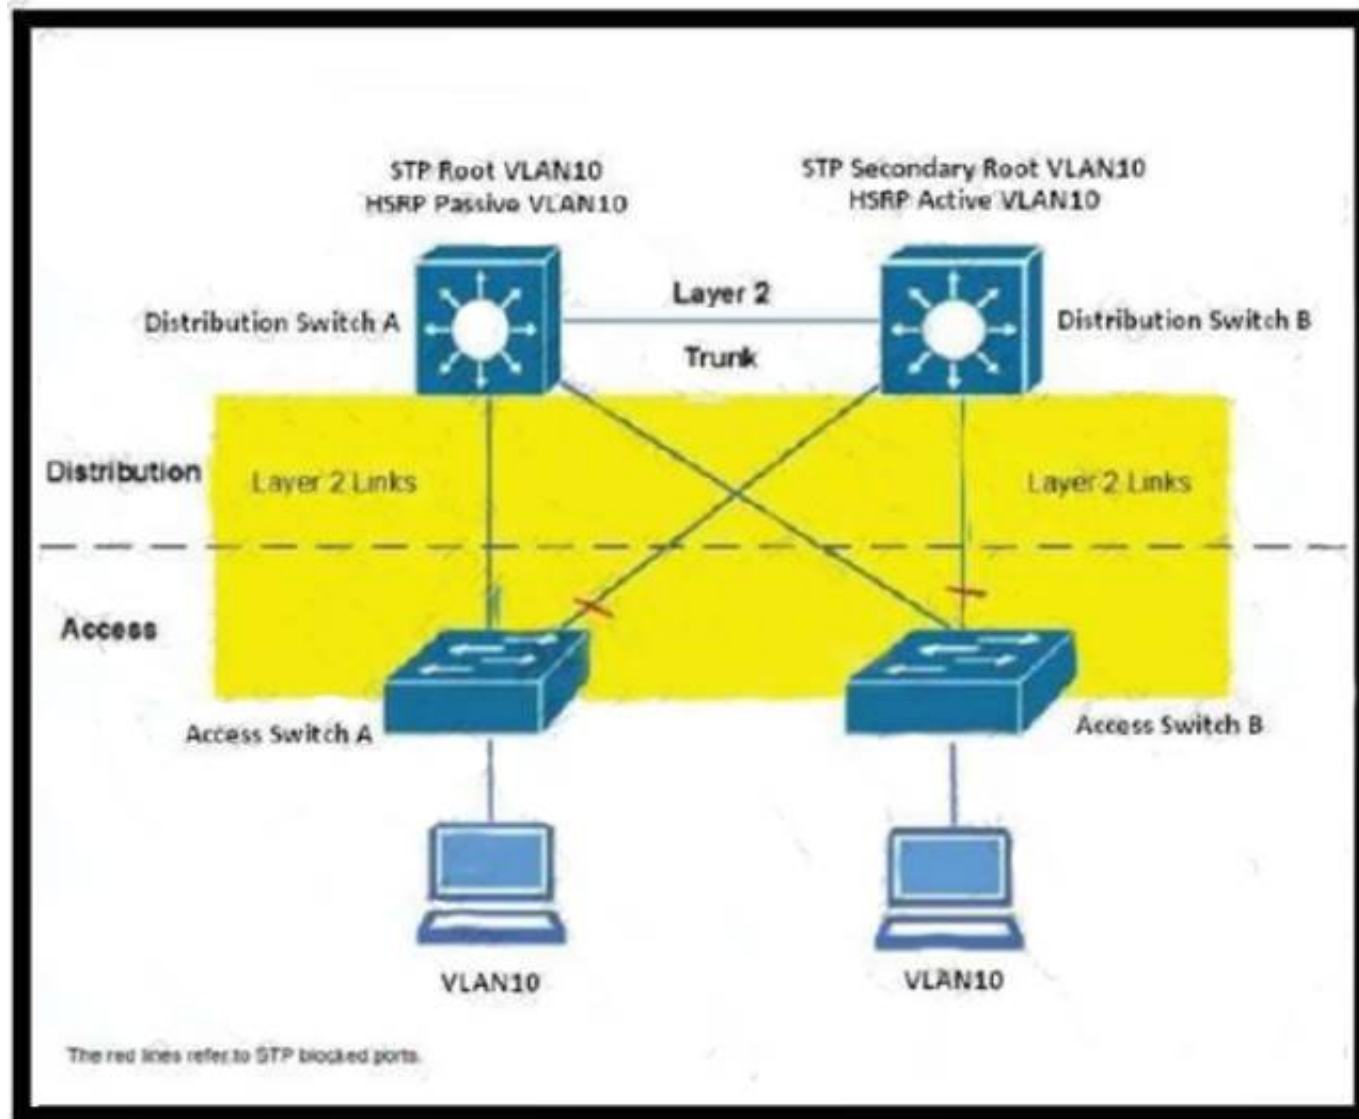 STP Root VLAN10
HSRP Passive VLAN10
STP Secondary Root VLAN10
HSRP Active VLAN10
Layer 2
Trunk
Distribution Switch A
Distribution Switch B
Distribution
Layer 2 Links
Layer 2 Links
Access
Access Switch A
Access Switch B
VLAN10
VLAN10
The red lines refer to STP blocked ports.